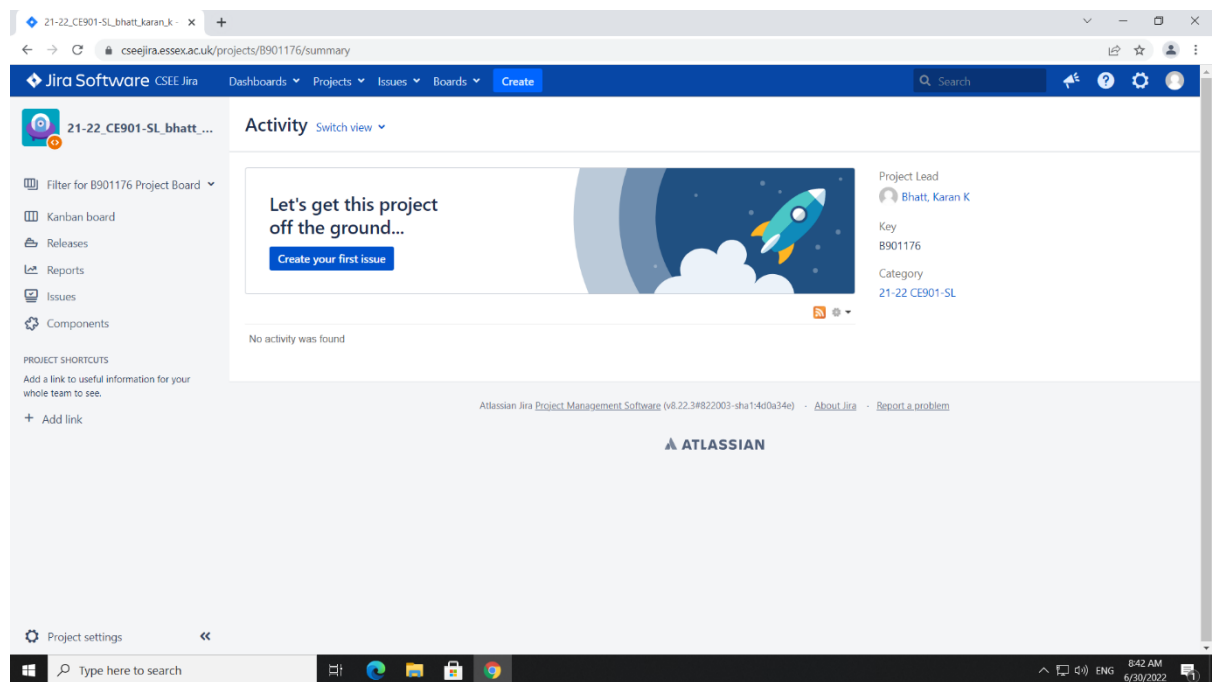 21-22_CE901-SL_bhatt_karan_k -
cseejira.essex.ac.uk/projects/B901176/summary
Jira Software CSEE Jira Dashboards Projects Issues Boards Create Search
21-22_CE901-SL_bhatt_...
Filter for B901176 Project Board
Kanban board
Releases
Reports
Issues
Components
PROJECT SHORTCUTS
Add a link to useful information for your
whole team to see.
+ Add link
Project settings
Activity Switch view
Let's get this project
off the ground...
Create your first issue
No activity was found
Project Lead
Bhatt, Karan K
Key
B901176
Category
21-22 CE901-SL
Atlassian Jira Project Management Software (v8.22.3#822003-sha1:4d0a34e) - About Jira - Report a problem
ATLASSIAN
Type here to search
ENG
8:42 AM
6/30/2022
1